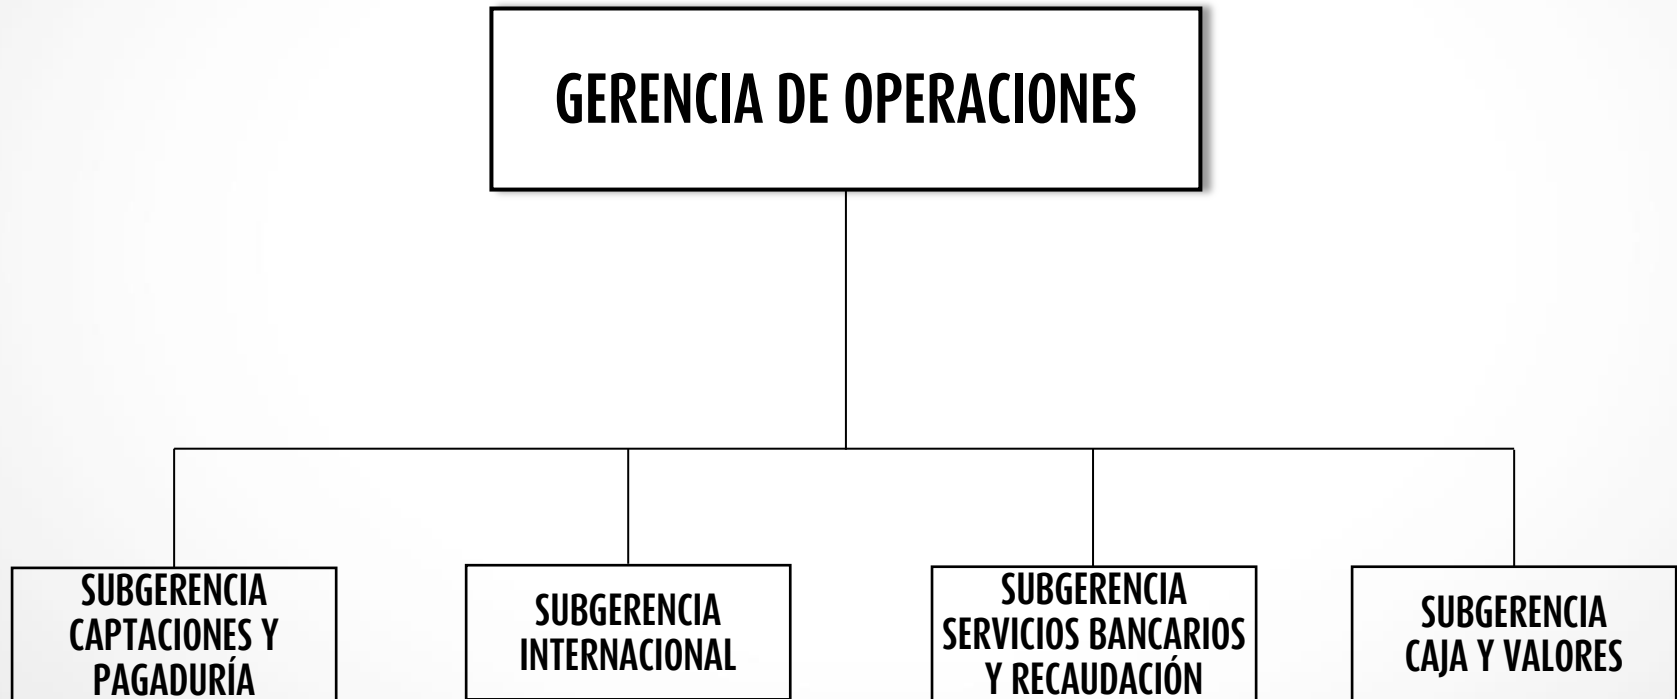 GERENCIA DE OPERACIONES
SUBGERENCIA
CAPTACIONES Y
PAGADURÍA
SUBGERENCIA
INTERNACIONAL
SUBGERENCIA
SERVICIOS BANCARIOS
Y RECAUDACIÓN
SUBGERENCIA
CAJA Y VALORES